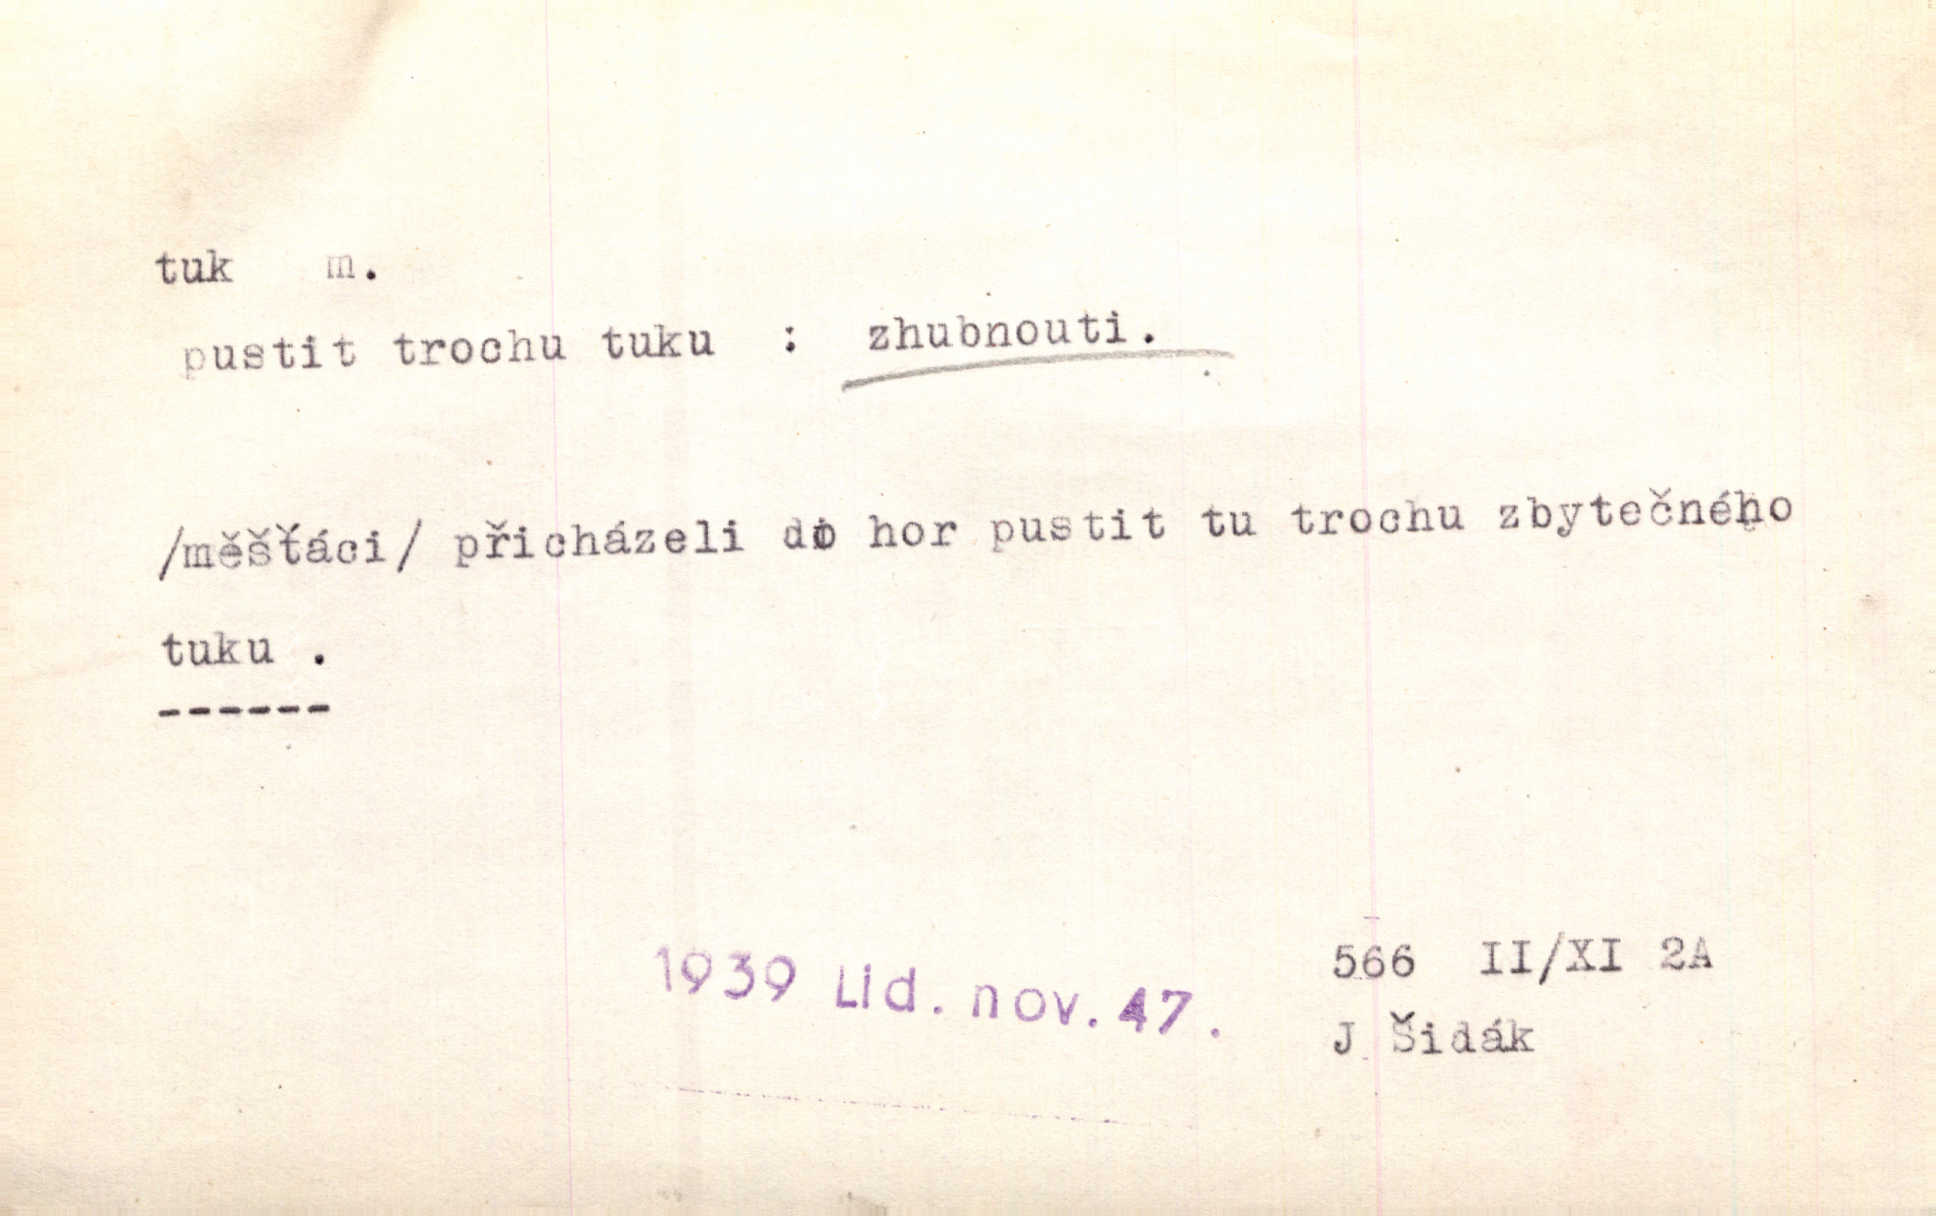 tuk m.
pustit trochu tuku : zhubnouti.
/měšťáci/ přicházeli do hor pustit tu trochu zbytečného
tuku .
------
1939 Lid. nov. 47.
566 II/XI 2A
J Šidák